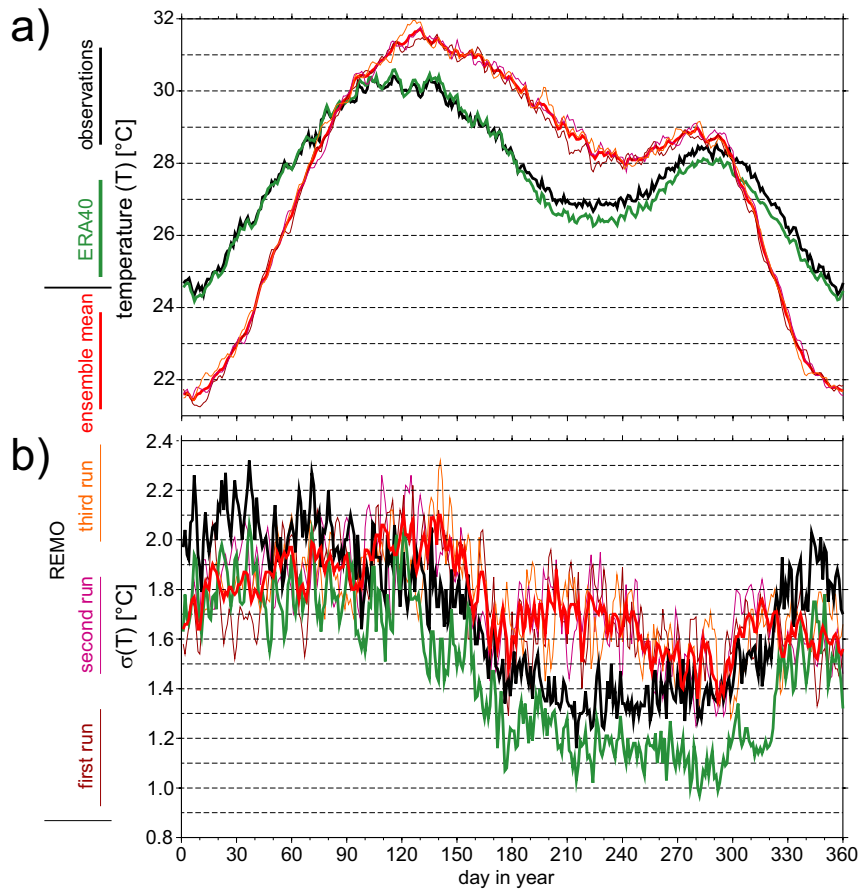 a)
observations
ERA40
ensemble mean
third run
second run
first run
REMO
temperature (T) [°C]
32
30
28
26
24
22
b)
σ(T) [°C]
2.4
2.2
2.0
1.8
1.6
1.4
1.2
1.0
0.8
0 30 60 90 120 150 180 210 240 270 300 330 360
day in year